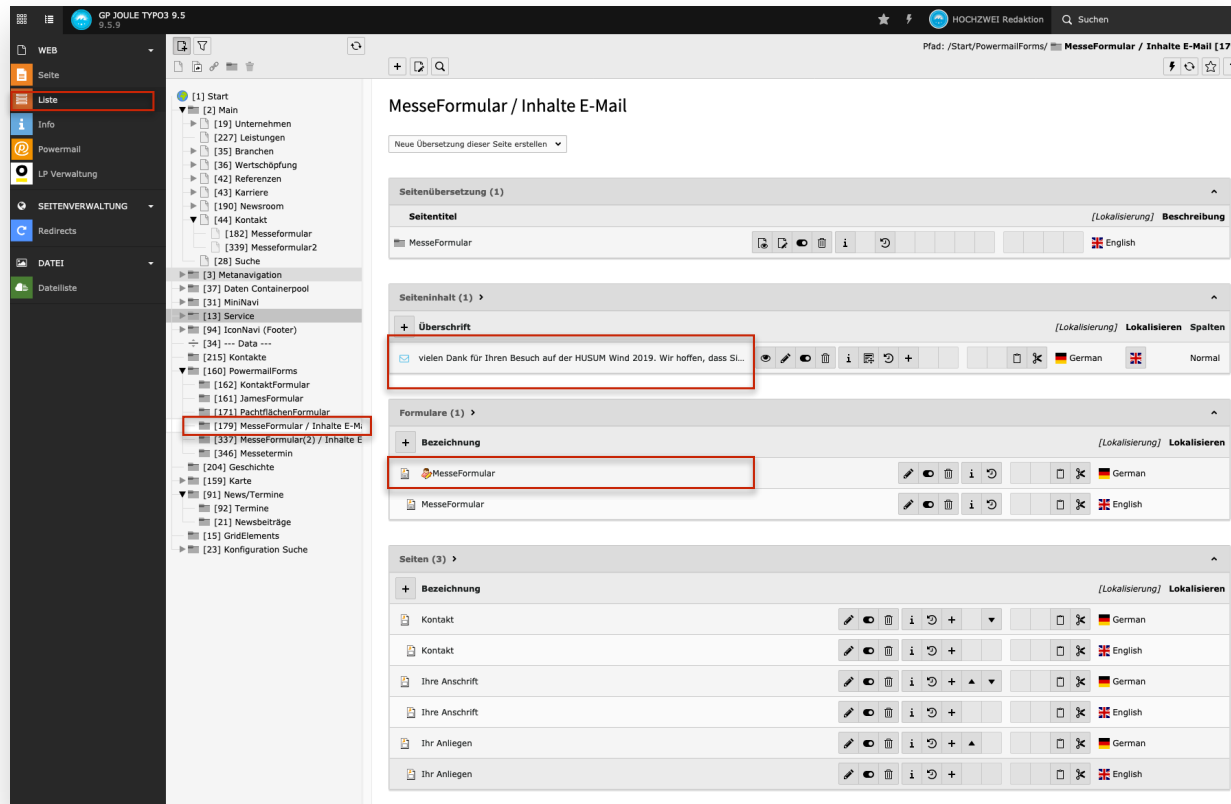 GP JOULE TYPO3 9.5
9.5.9
HOCHZWEI Redaktion
Suchen
WEB
Seite
Liste
Info
Powermail
LP Verwaltung
SEITENVERWALTUNG
Redirects
DATEI
Dateiliste
[1] Start
[2] Main
[19] Unternehmen
[227] Leistungen
[35] Branchen
[36] Wertschöpfung
[42] Referenzen
[43] Karriere
[190] Newsroom
[44] Kontakt
[182] Messeformular
[339] Messeformular2
[28] Suche
[3] Metanavigation
[37] Daten Containerpool
[31] MiniNavi
[13] Service
[94] IconNavi (Footer)
[34] --- Data ---
[215] Kontakte
[160] PowermailForms
[162] KontaktFormular
[161] JamesFormular
[171] PachtflächenFormular
[179] MesseFormular / Inhalte E-Ma
[337] MesseFormular(2) / Inhalte E
[346] Messetermin
[204] Geschichte
[159] Karte
[91] News/Termine
[92] Termine
[21] Newsbeiträge
[15] GridElements
[23] Konfiguration Suche
Pfad: /Start/PowermailForms/ MesseFormular / Inhalte E-Mail [17
MesseFormular / Inhalte E-Mail
Neue Übersetzung dieser Seite erstellen
Seitenübersetzung (1)
Seitentitel [Lokalisierung] Beschreibung
MesseFormular English
Seiteninhalt (1)
Überschrift [Lokalisierung] Lokalisieren Spalten
vielen Dank für Ihren Besuch auf der HUSUM Wind 2019. Wir hoffen, dass Si... German Normal
Formulare (1)
Bezeichnung [Lokalisierung] Lokalisieren
MesseFormular German
MesseFormular English
Seiten (3)
Bezeichnung [Lokalisierung] Lokalisieren
Kontakt German
Kontakt English
Ihre Anschrift German
Ihre Anschrift English
Ihr Anliegen German
Ihr Anliegen English